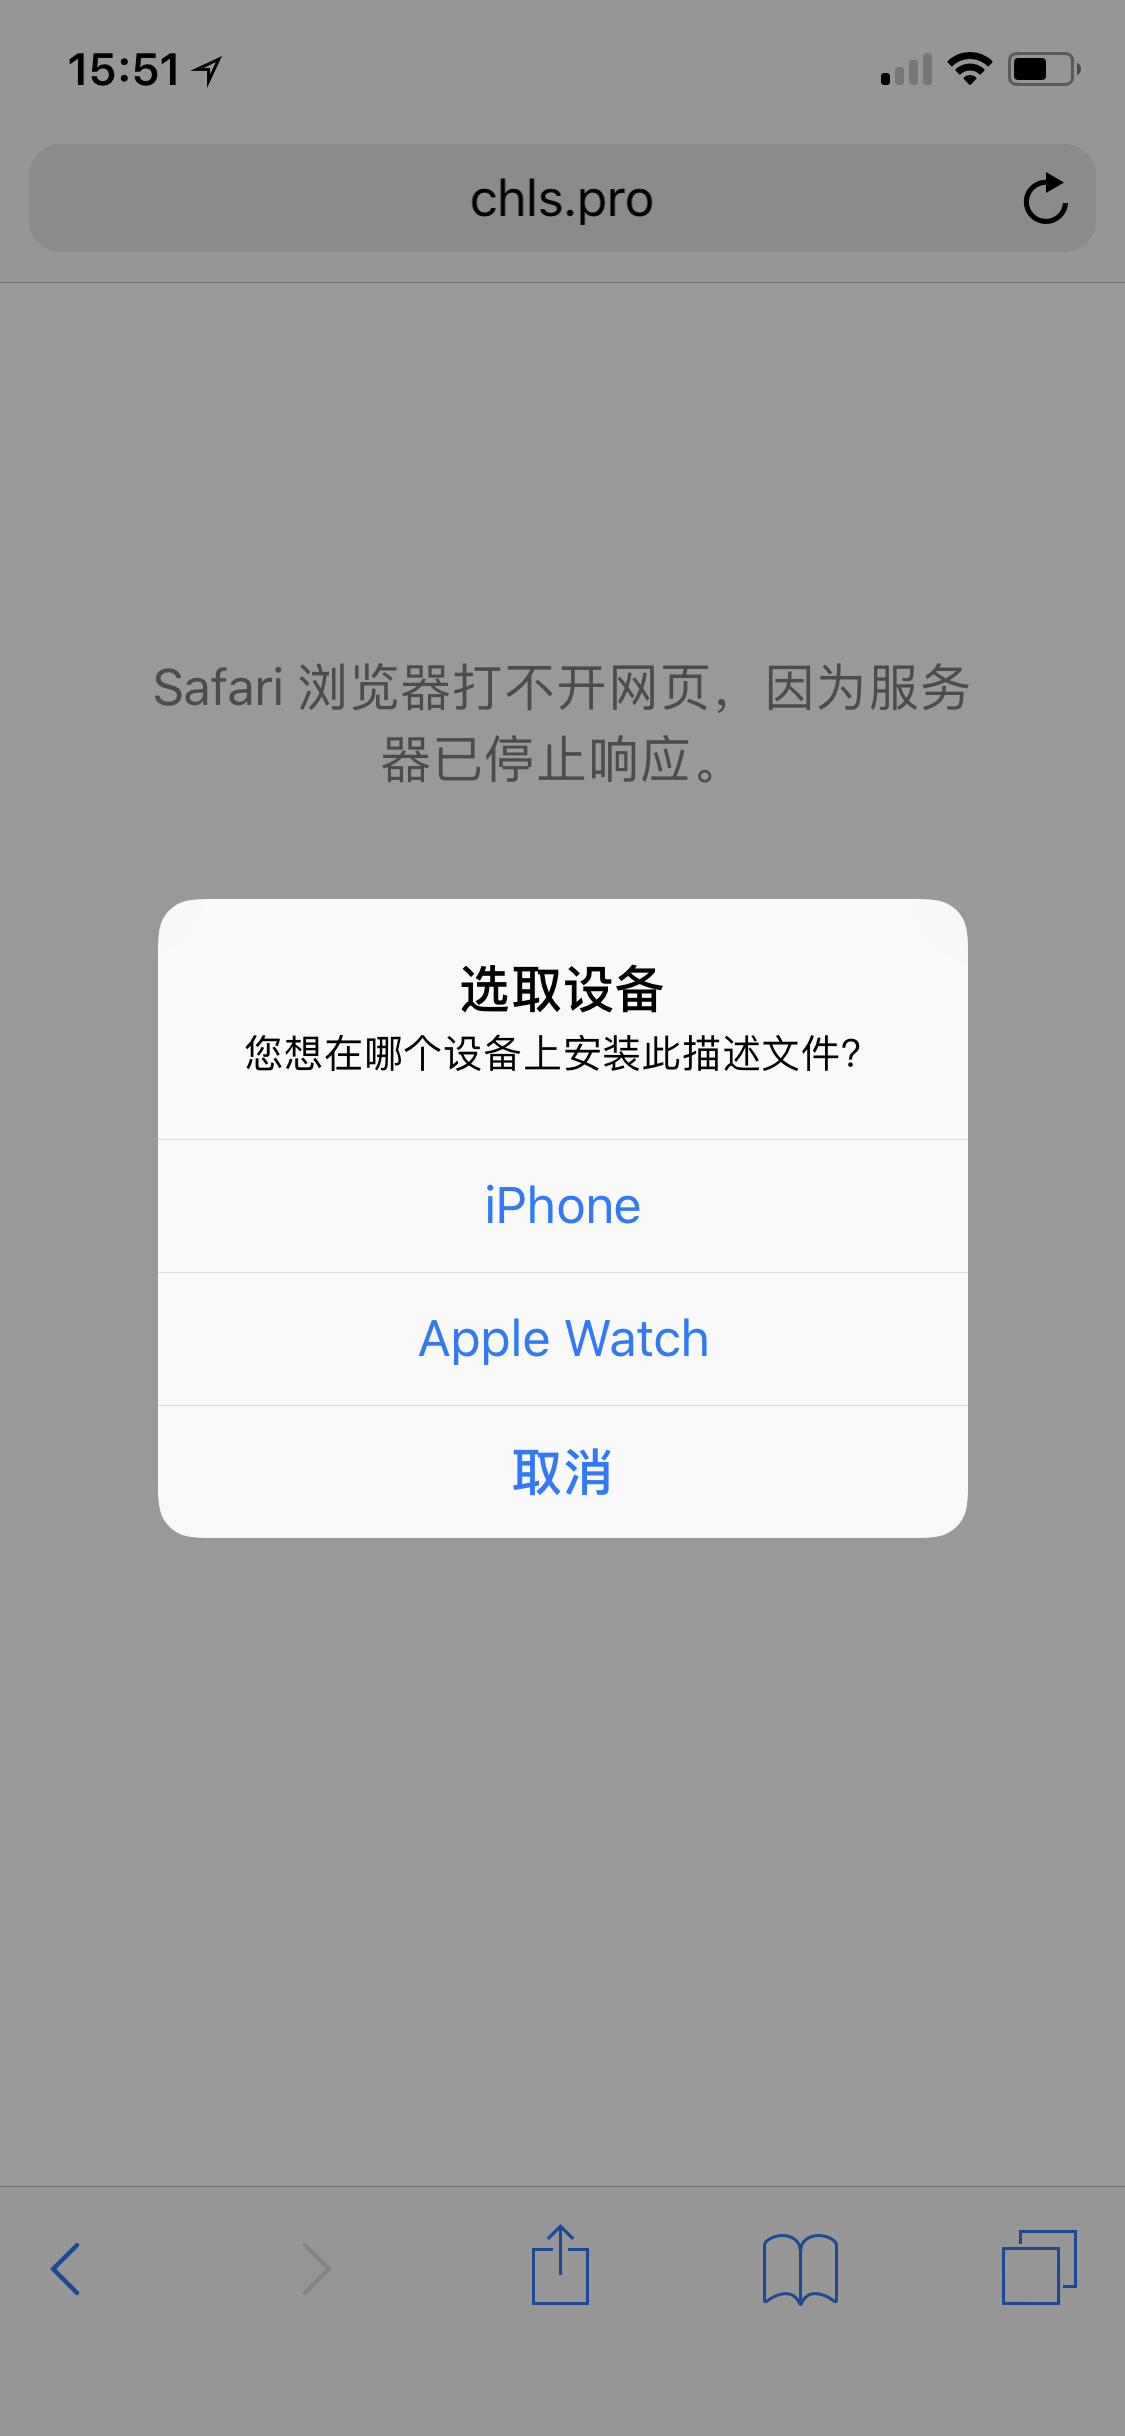 15:51
chls.pro
Safari 浏览器打不开网页，因为服务
器已停止响应。
选取设备
您想在哪个设备上安装此描述文件?
iPhone
Apple Watch
取消